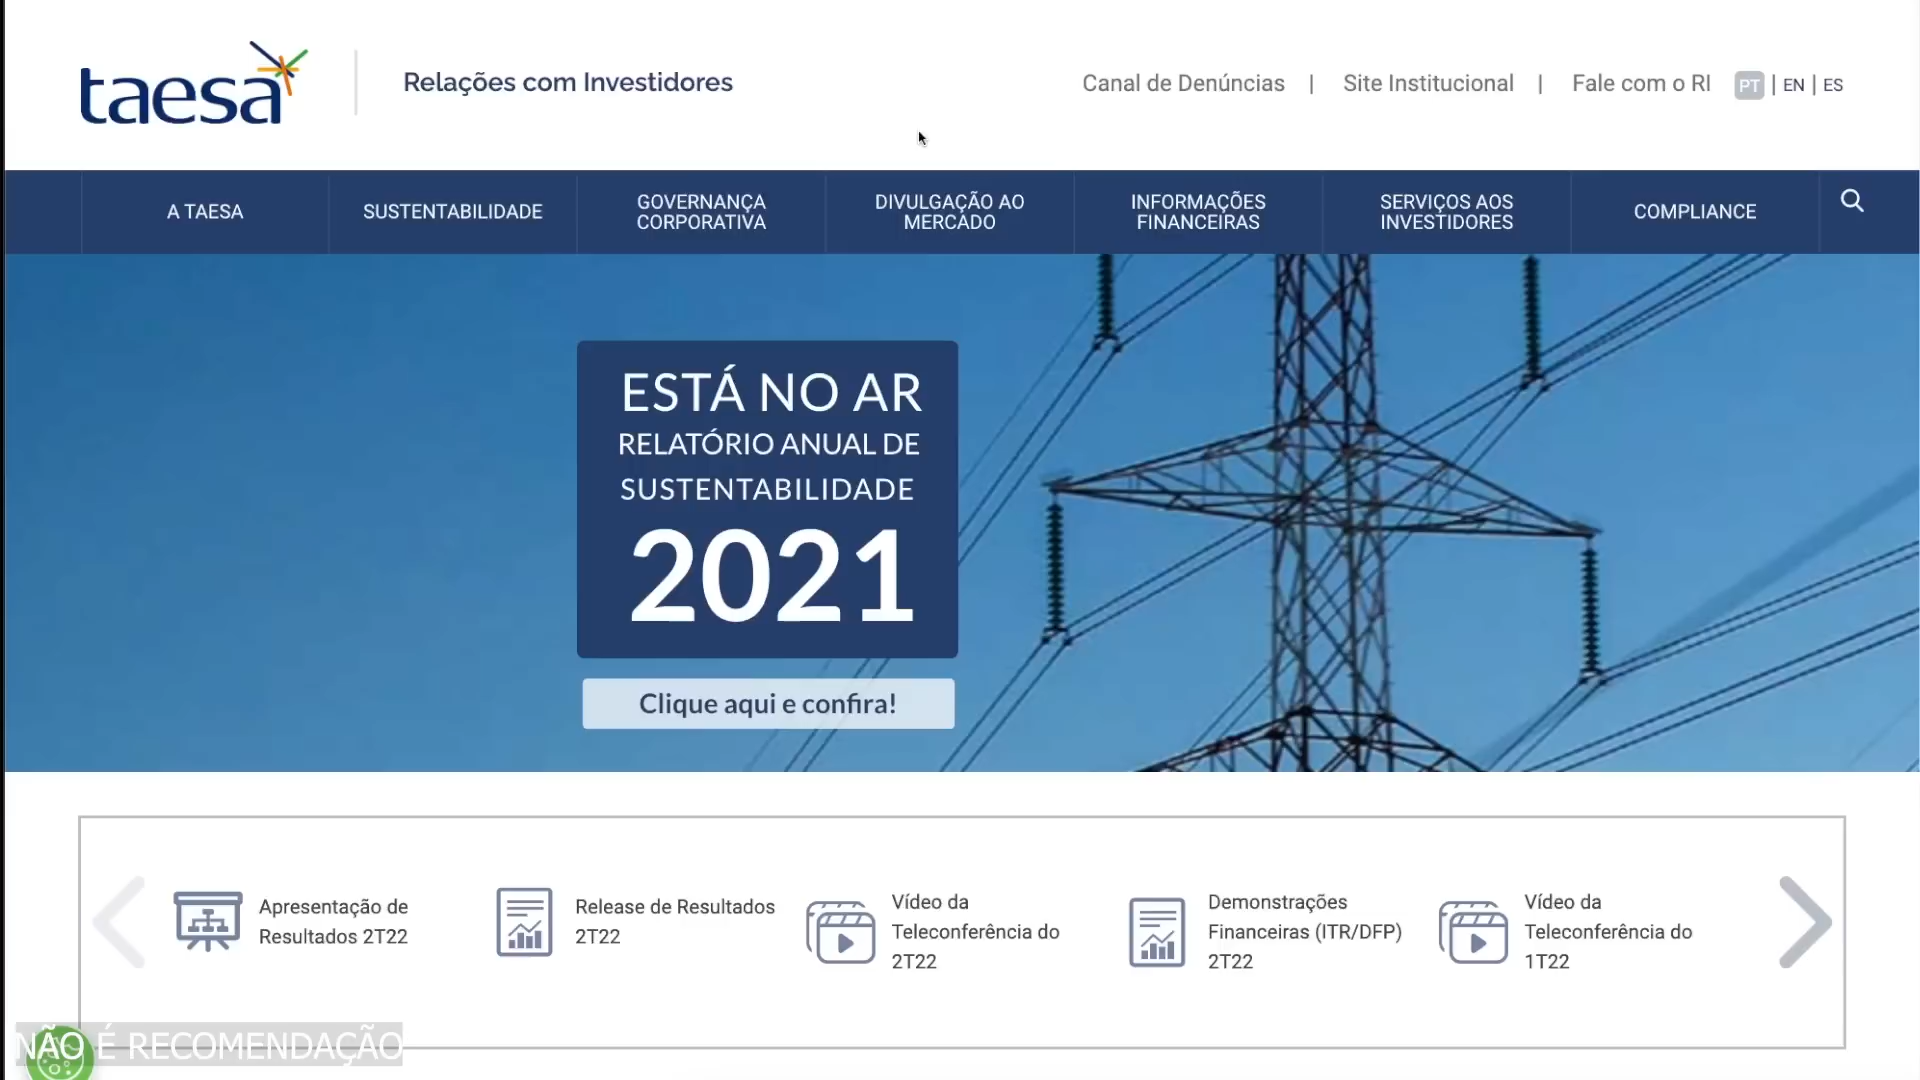 taesa
Relações com Investidores
Canal de Denúncias | Site Institucional | Fale com o RI PT | EN | ES
A TAESA
SUSTENTABILIDADE
GOVERNANÇA
CORPORATIVA
DIVULGAÇÃO AO
MERCADO
INFORMAÇÕES
FINANCEIRAS
SERVIÇOS AOS
INVESTIDORES
COMPLIANCE
ESTÁ NO AR
RELATÓRIO ANUAL DE
SUSTENTABILIDADE
2021
Clique aqui e confira!
Apresentação de
Resultados 2T22
Release de Resultados
2T22
Vídeo da
Teleconferência do
2T22
Demonstrações
Financeiras (ITR/DFP)
2T22
Vídeo da
Teleconferência do
1T22
NÃO É RECOMENDAÇÃO